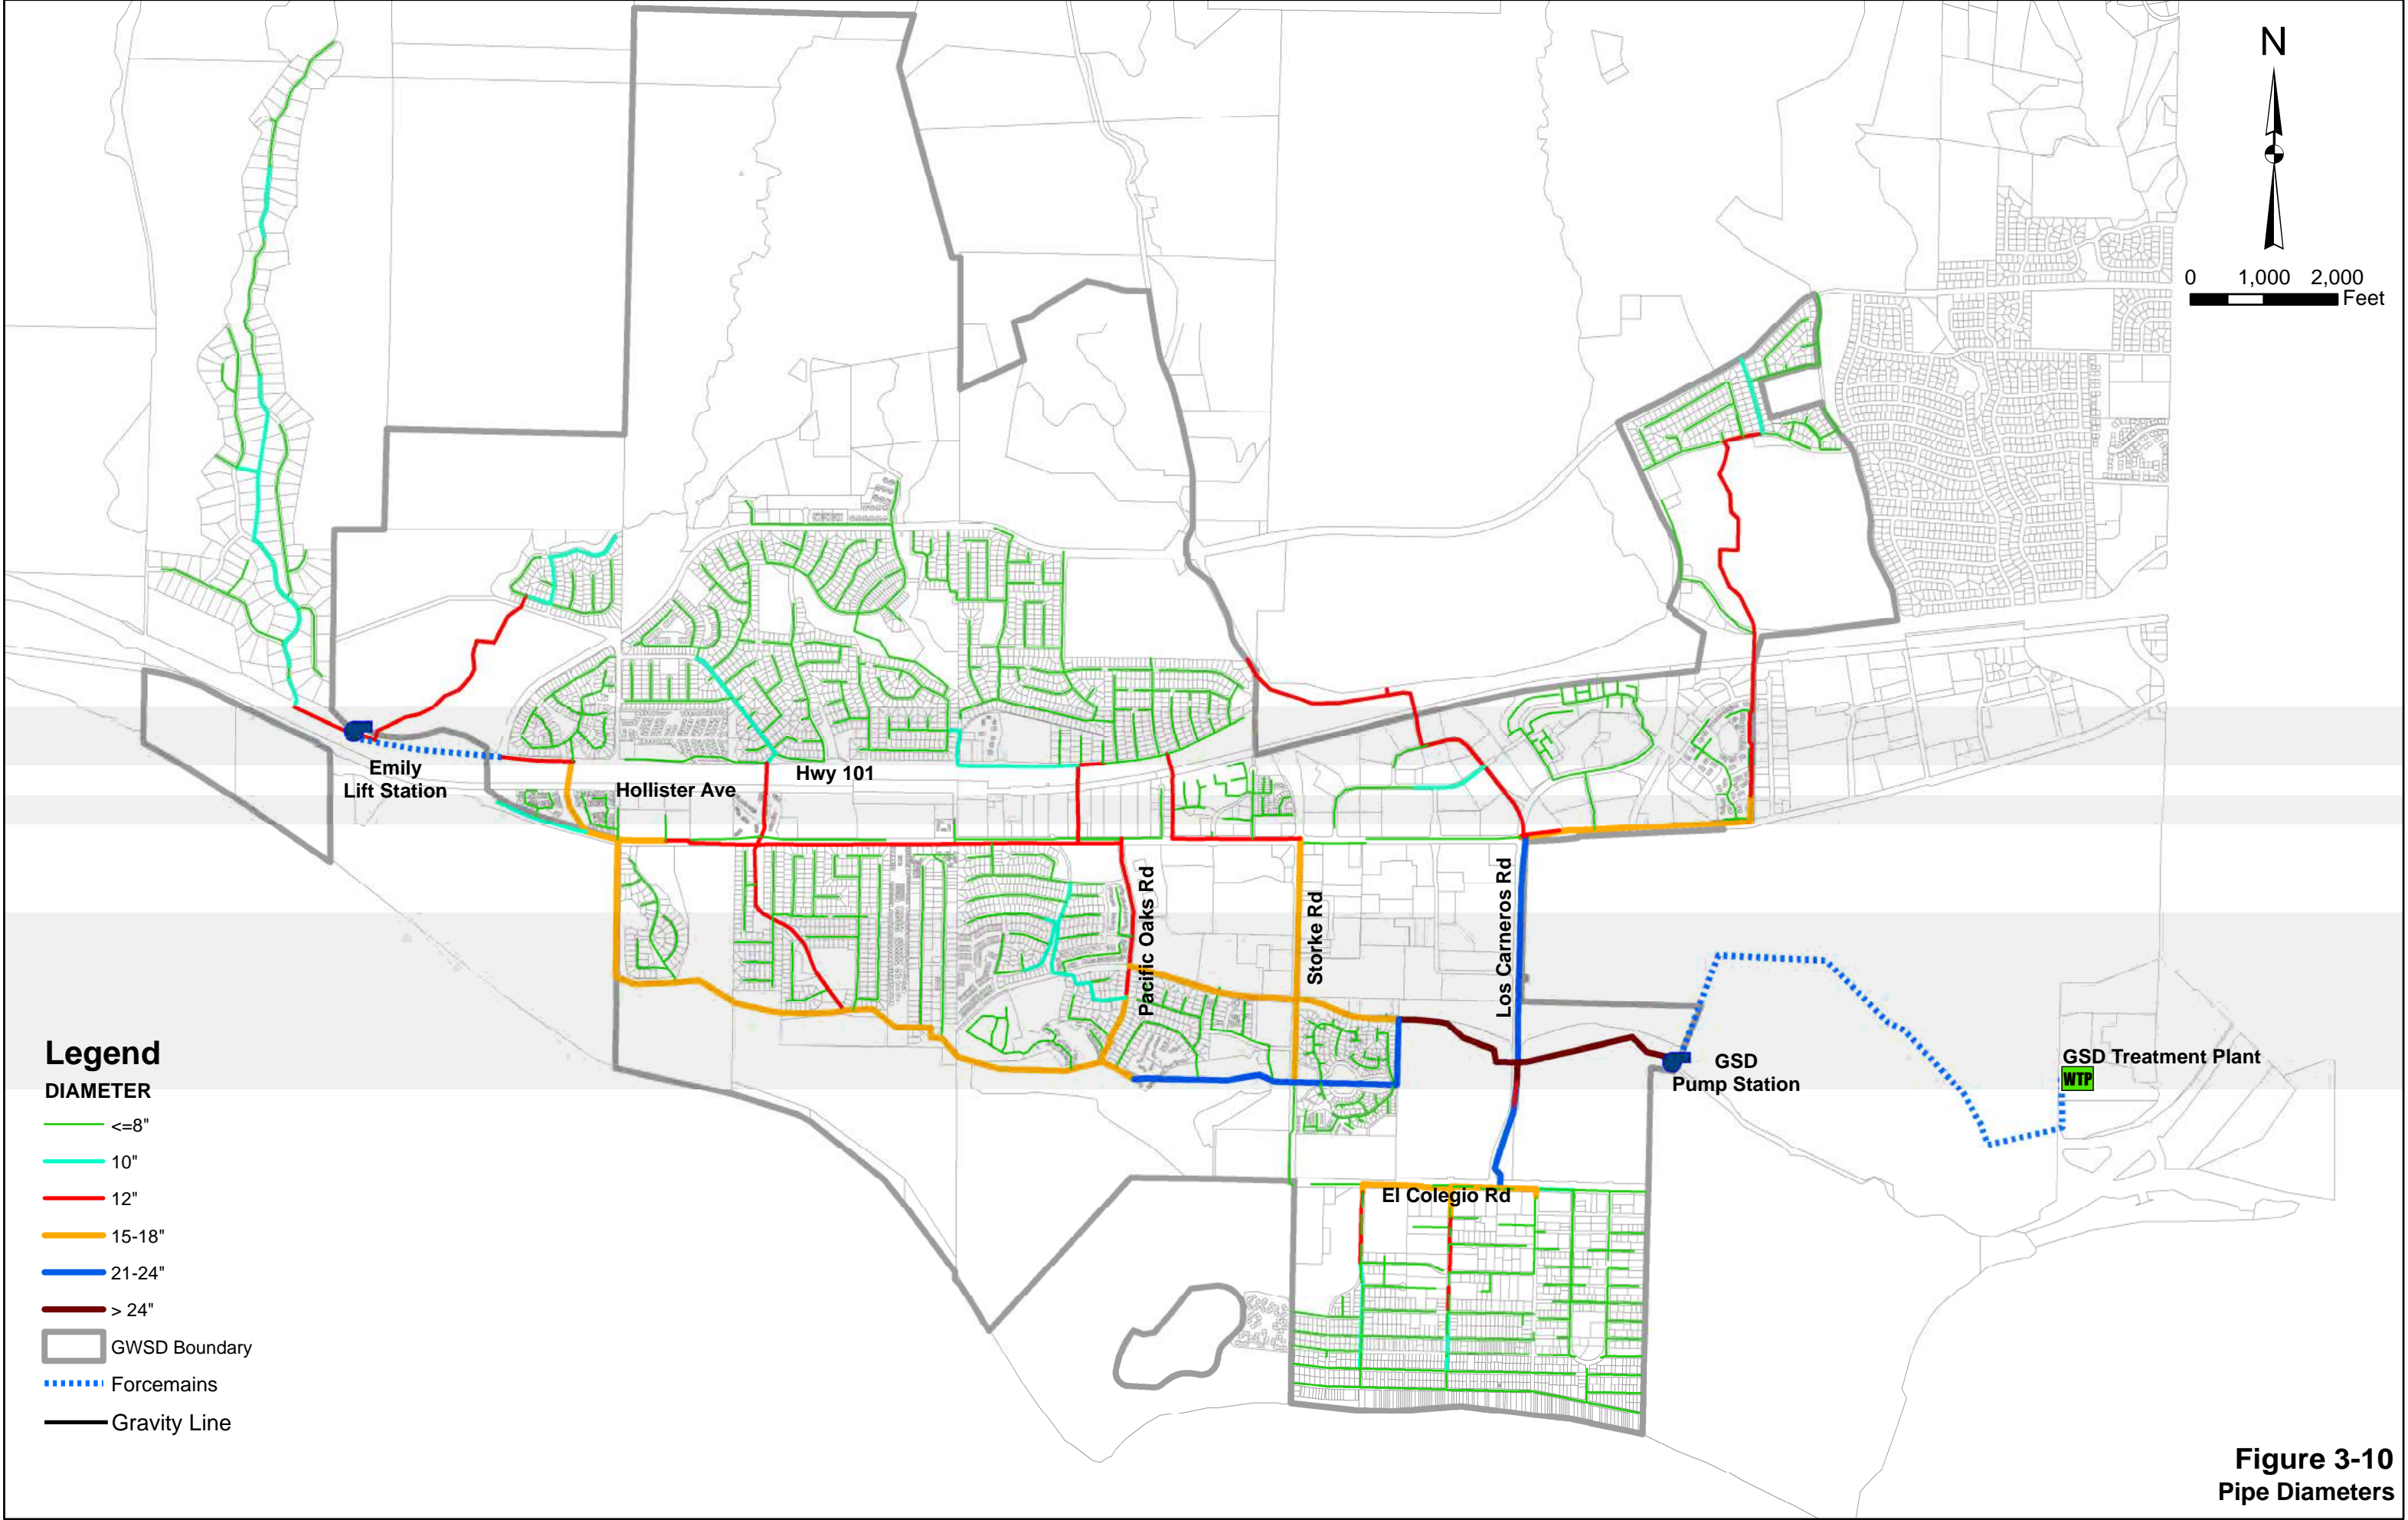 N
0 1,000 2,000
Feet
Emily
Lift Station
Hwy 101
Hollister Ave
Pacific Oaks Rd
Storke Rd
Los Carneros Rd
GSD
Pump Station
GSD Treatment Plant
WTP
El Colegio Rd
Legend
DIAMETER
<=8"
10"
12"
15-18"
21-24"
> 24"
GWSD Boundary
Forcemains
Gravity Line
Figure 3-10
Pipe Diameters